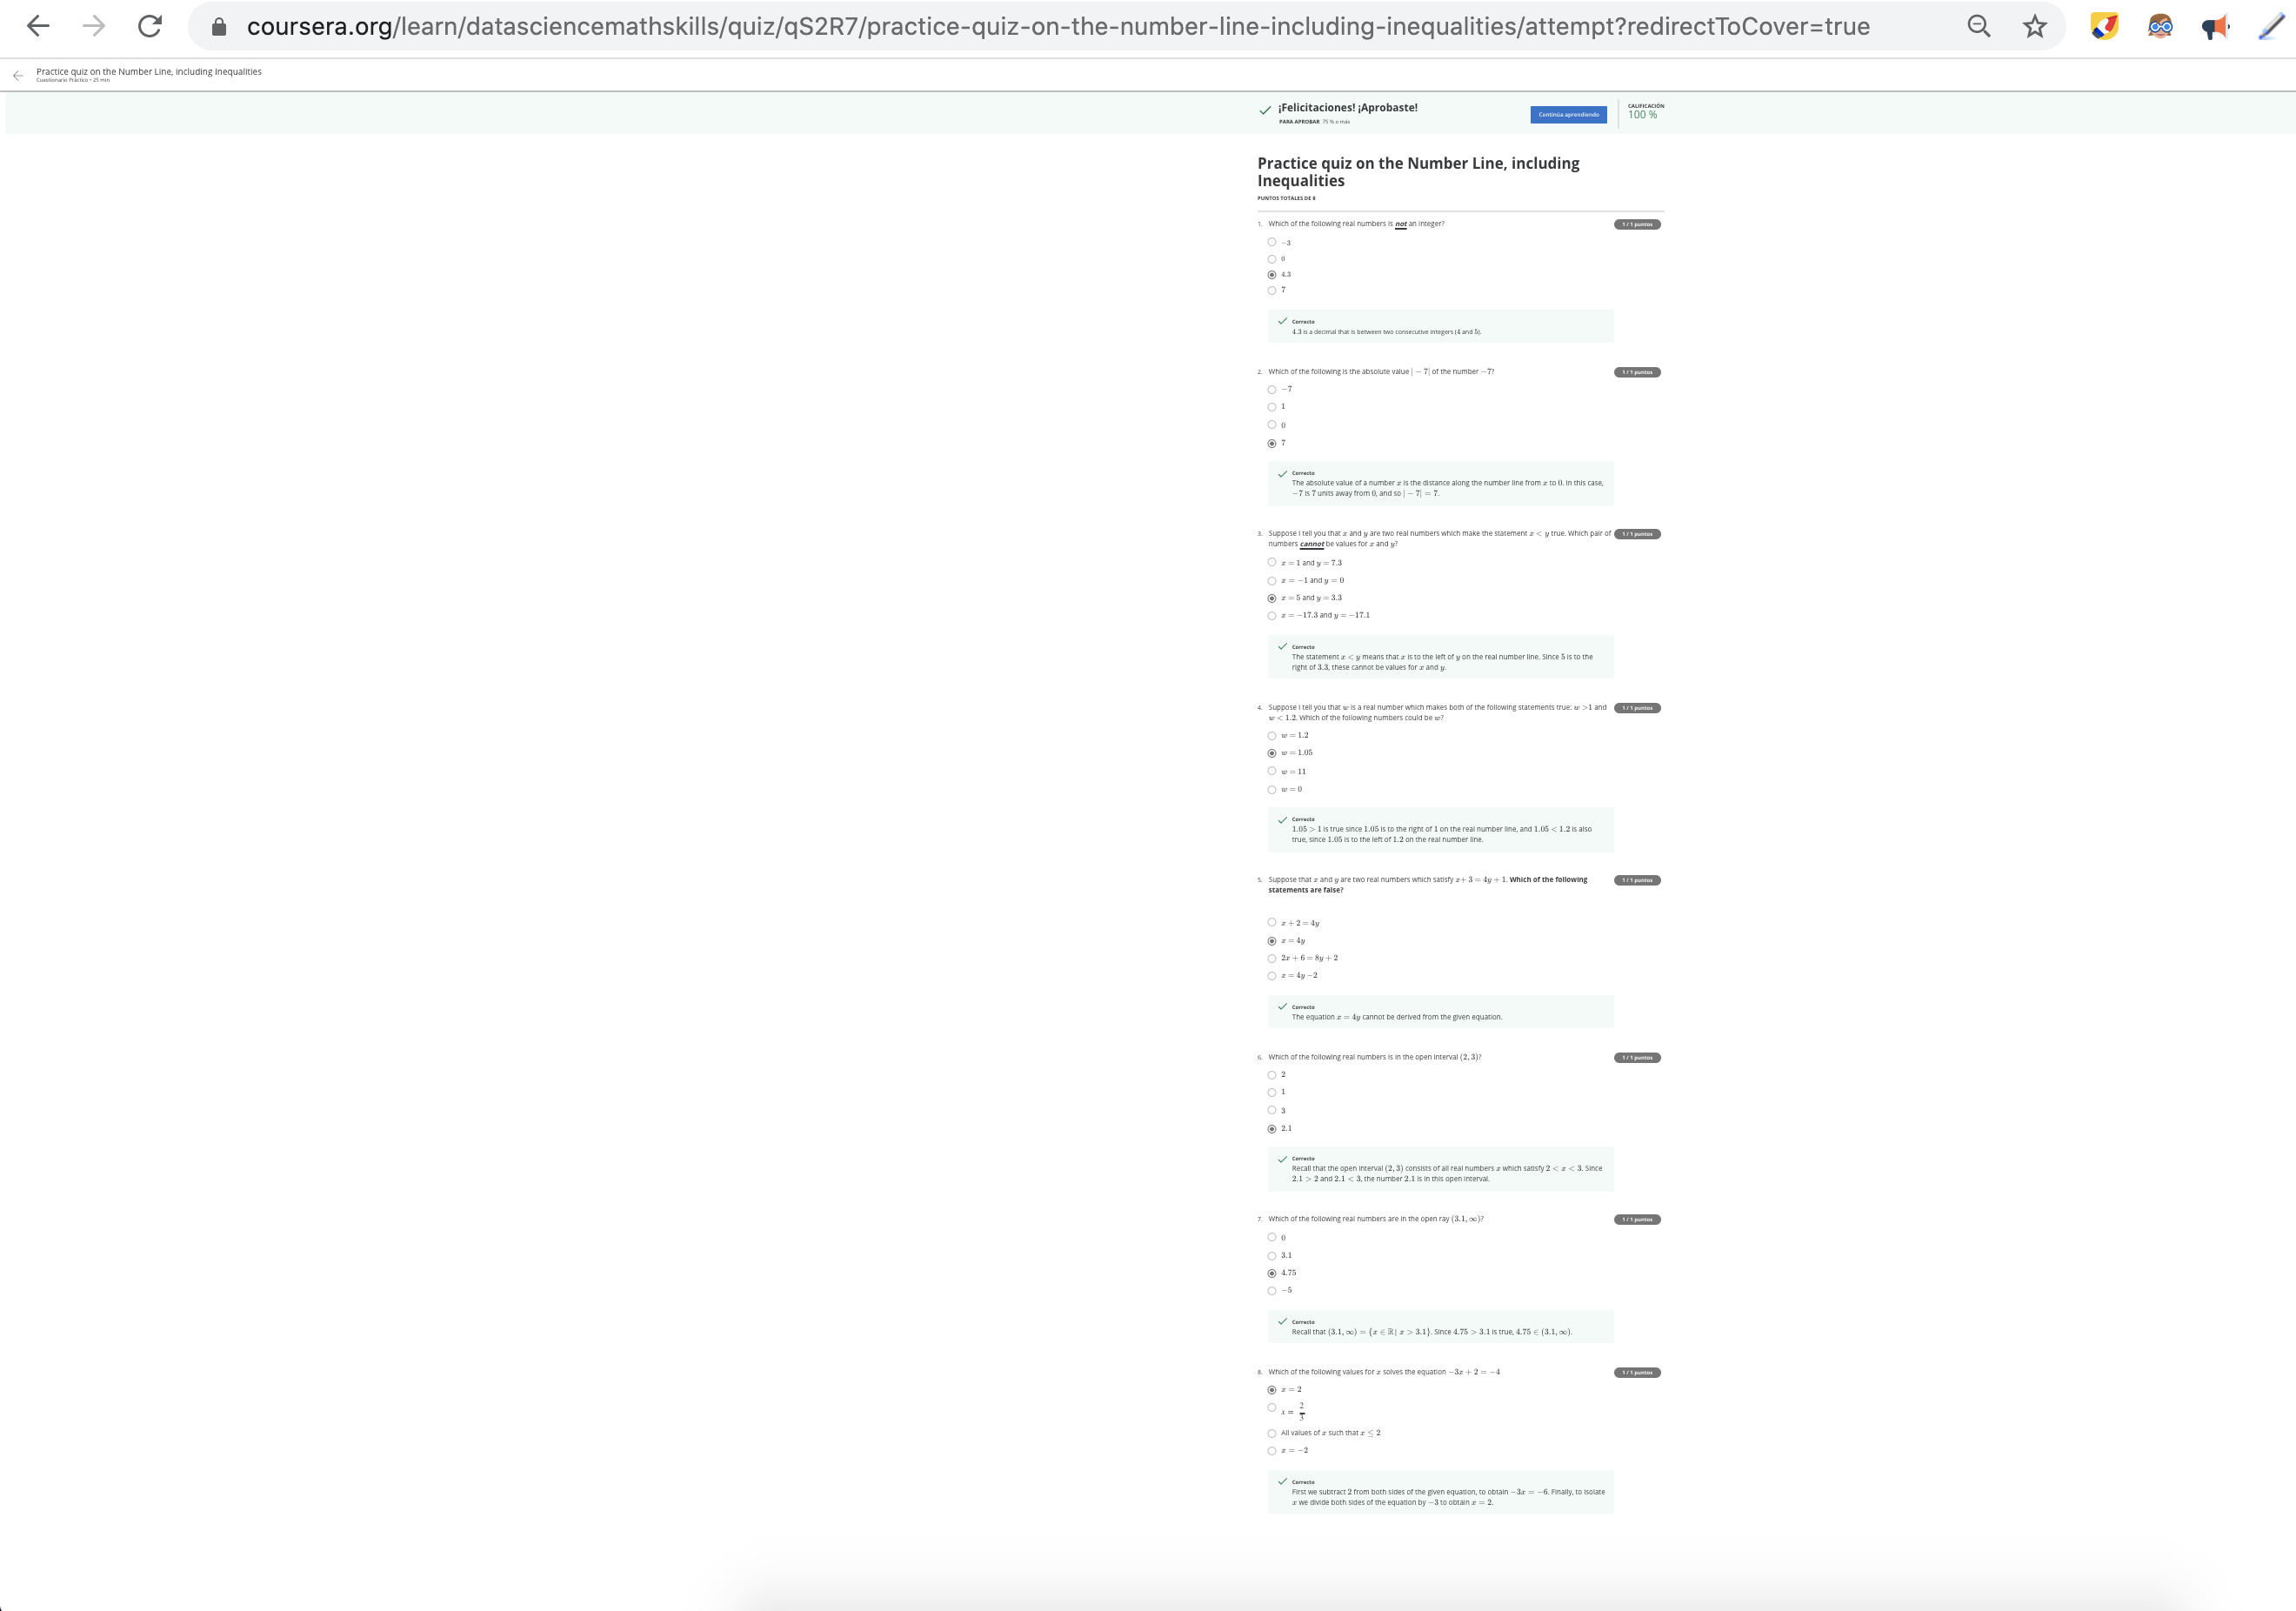 coursera.org/learn/datasciencemathskills/quiz/qS2R7/practice-quiz-on-the-number-line-including-inequalities/attempt?redirectToCover=true
Practice quiz on the Number Line, including Inequalities
Cuestionario Práctico • 25 min
¡Felicitaciones! ¡Aprobaste!
PARA APROBAR 75 % o más
Continúa aprendiendo
CALIFICACIÓN
100 %
Practice quiz on the Number Line, including
Inequalities
PUNTOS TOTALES DE 8
1. Which of the following real numbers is not an integer?
1 / 1 puntos
−3
0
4.3
7
Correcto
4.3 is a decimal that is between two consecutive integers (4 and 5).
2. Which of the following is the absolute value | − 7| of the number −7?
1 / 1 puntos
−7
1
0
7
Correcto
The absolute value of a number x is the distance along the number line from x to 0. In this case,
−7 is 7 units away from 0, and so | − 7| = 7.
3. Suppose I tell you that x and y are two real numbers which make the statement x < y true. Which pair of
numbers cannot be values for x and y?
1 / 1 puntos
x = 1 and y = 7.3
x = −1 and y = 0
x = 5 and y = 3.3
x = −17.3 and y = −17.1
Correcto
The statement x < y means that x is to the left of y on the real number line. Since 5 is to the
right of 3.3, these cannot be values for x and y.
4. Suppose I tell you that w is a real number which makes both of the following statements true: w >1 and
w < 1.2. Which of the following numbers could be w?
1 / 1 puntos
w = 1.2
w = 1.05
w = 11
w = 0
Correcto
1.05 > 1 is true since 1.05 is to the right of 1 on the real number line, and 1.05 < 1.2 is also
true, since 1.05 is to the left of 1.2 on the real number line.
5. Suppose that x and y are two real numbers which satisfy x+ 3 = 4y + 1. Which of the following
statements are false?
1 / 1 puntos
x + 2 = 4y
x = 4y
2x + 6 = 8y + 2
x = 4y −2
Correcto
The equation x = 4y cannot be derived from the given equation.
6. Which of the following real numbers is in the open interval (2, 3)?
1 / 1 puntos
2
1
3
2.1
Correcto
Recall that the open interval (2, 3) consists of all real numbers x which satisfy 2 < x < 3. Since
2.1 > 2 and 2.1 < 3, the number 2.1 is in this open interval.
7. Which of the following real numbers are in the open ray (3.1, ∞)?
1 / 1 puntos
0
3.1
4.75
−5
Correcto
Recall that (3.1, ∞) = {x ∈ ℝ | x > 3.1}. Since 4.75 > 3.1 is true, 4.75 ∈ (3.1, ∞).
8. Which of the following values for x solves the equation −3x + 2 = −4
1 / 1 puntos
x = 2
x = 2/3
All values of x such that x ≤ 2
x = −2
Correcto
First we subtract 2 from both sides of the given equation, to obtain −3x = −6. Finally, to isolate
x we divide both sides of the equation by −3 to obtain x = 2.